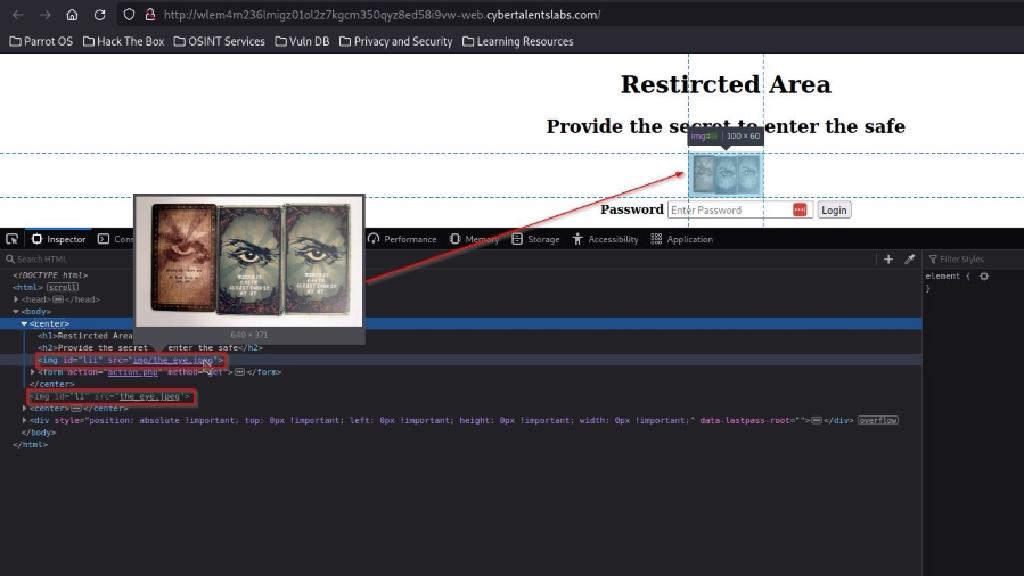 http://wlem4m236lmigz01ol2z7kgcm350qyz8ed58i9vw-web.cybertalentslabs.com/
Parrot OS Hack The Box OSINT Services Vuln DB Privacy and Security Learning Resources
Restircted Area
Provide the secret to enter the safe
100 × 60
Password Enter Password Login
Inspector Cons Performance Memory Storage Accessibility Application
Search HTML
Filter Styles
<!DOCTYPE html>
element {
<html> scroll
}
<head> </head>
<body>
<center>
640 × 371
<h1>Restircted Area
<h2>Provide the secret enter the safe</h2>
<img id="li1" src="img/the_eye.jpeg">
<form action="action.php" method="get"> </form>
</center>
<img id="li" src="the_eye.jpeg">
<center> </center>
<div style="position: absolute !important; top: 0px !important; left: 0px !important; height: 0px !important; width: 0px !important;" data-lastpass-root=""> </div> overflow
</body>
</html>